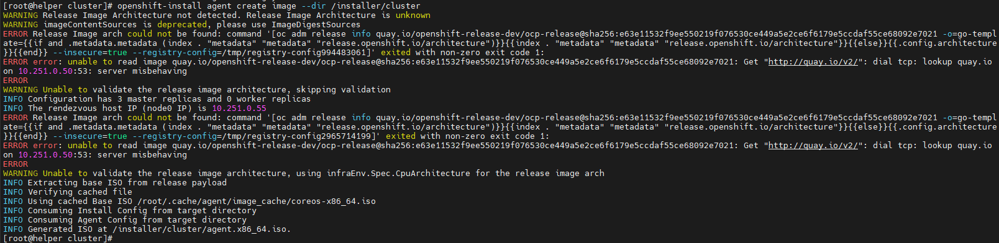 [root@helper cluster]# openshift-install agent create image --dir /installer/cluster
WARNING Release Image Architecture not detected. Release Image Architecture is unknown
WARNING imageContentSources is deprecated, please use ImageDigestSources
ERROR Release Image arch could not be found: command '[oc adm release info quay.io/openshift-release-dev/ocp-release@sha256:e63e11532f9ee550219f076530ce449a5e2ce6f6179e5ccdaf55ce68092e7021 -o=go-templ
ate={{if and .metadata.metadata (index . "metadata" "metadata" "release.openshift.io/architecture")}}{{index . "metadata" "metadata" "release.openshift.io/architecture"}}{{else}}{{.config.architecture
}}{{end}} --insecure=true --registry-config=/tmp/registry-config994483061]' exited with non-zero exit code 1:
ERROR error: unable to read image quay.io/openshift-release-dev/ocp-release@sha256:e63e11532f9ee550219f076530ce449a5e2ce6f6179e5ccdaf55ce68092e7021: Get "http://quay.io/v2/": dial tcp: lookup quay.io
on 10.251.0.50:53: server misbehaving
ERROR
WARNING Unable to validate the release image architecture, skipping validation
INFO Configuration has 3 master replicas and 0 worker replicas
INFO The rendezvous host IP (node0 IP) is 10.251.0.55
ERROR Release Image arch could not be found: command '[oc adm release info quay.io/openshift-release-dev/ocp-release@sha256:e63e11532f9ee550219f076530ce449a5e2ce6f6179e5ccdaf55ce68092e7021 -o=go-templ
ate={{if and .metadata.metadata (index . "metadata" "metadata" "release.openshift.io/architecture")}}{{index . "metadata" "metadata" "release.openshift.io/architecture"}}{{else}}{{.config.architecture
}}{{end}} --insecure=true --registry-config=/tmp/registry-config2965714199]' exited with non-zero exit code 1:
ERROR error: unable to read image quay.io/openshift-release-dev/ocp-release@sha256:e63e11532f9ee550219f076530ce449a5e2ce6f6179e5ccdaf55ce68092e7021: Get "http://quay.io/v2/": dial tcp: lookup quay.io
on 10.251.0.50:53: server misbehaving
ERROR
WARNING Unable to validate the release image architecture, using infraEnv.Spec.CpuArchitecture for the release image arch
INFO Extracting base ISO from release payload
INFO Verifying cached file
INFO Using cached Base ISO /root/.cache/agent/image_cache/coreos-x86_64.iso
INFO Consuming Install Config from target directory
INFO Consuming Agent Config from target directory
INFO Generated ISO at /installer/cluster/agent.x86_64.iso.
[root@helper cluster]#